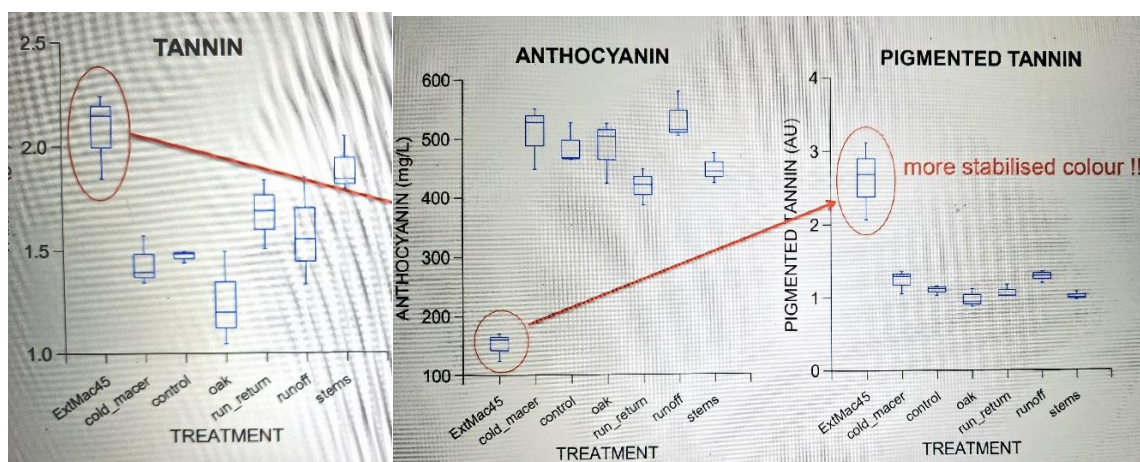 TANNIN
2.5
2.0
1.5
1.0
ExtMac45
cold_macer
control
oak
run_return
runoff
stems
TREATMENT
ANTHOCYANIN
ANTHOCYANIN (mg/L)
600
500
400
300
200
100
ExtMac45
cold_macer
control
oak
run_return
runoff
stems
TREATMENT
PIGMENTED TANNIN
PIGMENTED TANNIN (AU)
4
3
2
1
0
more stabilised colour !!
ExtMac45
cold_macer
control
oak
run_return
runoff
stems
TREATMENT